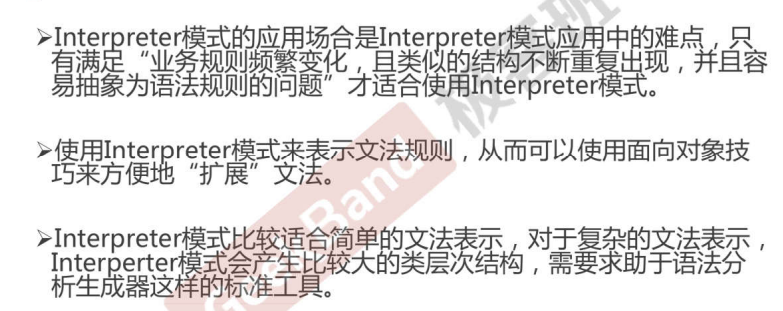 ➢Interpreter模式的应用场合是Interpreter模式应用中的难点，只
有满足“业务规则频繁变化，且类似的结构不断重复出现，并且容
易抽象为语法规则的问题”才适合使用Interpreter模式。
➢使用Interpreter模式来表示文法规则，从而可以使用面向对象技
巧来方便地“扩展”文法。
➢Interpreter模式比较适合简单的文法表示，对于复杂的文法表示，
Interperter模式会产生比较大的类层次结构，需要求助于语法分
析生成器这样的标准工具。
GeekBand 极客班